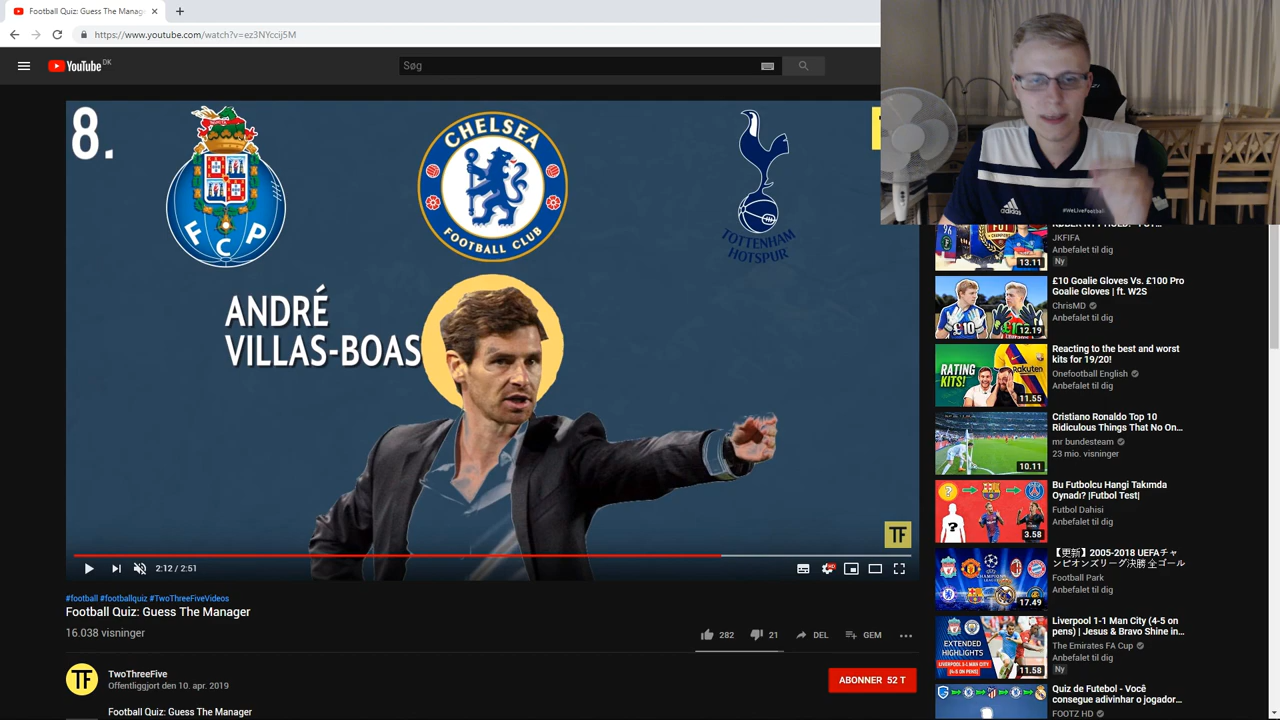 Football Quiz: Guess The Manag
https://www.youtube.com/watch?v=ez3NYccij5M
YouTube DK
Søg
8.
FCP
CHELSEA
FOOTBALL CLUB
TOTTENHAM
HOTSPUR
ANDRÉ
VILLAS-BOAS
TF
2:12 / 2:51
#football #footballquiz #TwoThreeFiveVideos
Football Quiz: Guess The Manager
16.038 visninger
282
21
DEL
GEM
TF
TwoThreeFive
Offentliggjort den 10. apr. 2019
ABONNER 52 T
Football Quiz: Guess The Manager
adidas
#WeLiveFootball
JKFIFA
Anbefalet til dig
Ny
13.11
£10 Goalie Gloves Vs. £100 Pro
Goalie Gloves | ft. W2S
ChrisMD
Anbefalet til dig
£10
£100
12.19
Reacting to the best and worst
kits for 19/20!
Onefootball English
Anbefalet til dig
RATING
KITS!
Rakuten
11.55
Cristiano Ronaldo Top 10
Ridiculous Things That No On...
mr bundesteam
23 mio. visninger
10.11
Bu Futbolcu Hangi Takımda
Oynadı? |Futbol Test|
Futbol Dahisi
Anbefalet til dig
3.58
【更新】2005-2018 UEFAチャ
ンピオンズリーグ決勝 全ゴール
Football Park
Anbefalet til dig
17.49
Liverpool 1-1 Man City (4-5 on
pens) | Jesus & Bravo Shine in...
The Emirates FA Cup
Anbefalet til dig
Ny
EXTENDED
HIGHLIGHTS
11.58
Quiz de Futebol - Você
consegue adivinhar o jogador...
FOOTZ HD